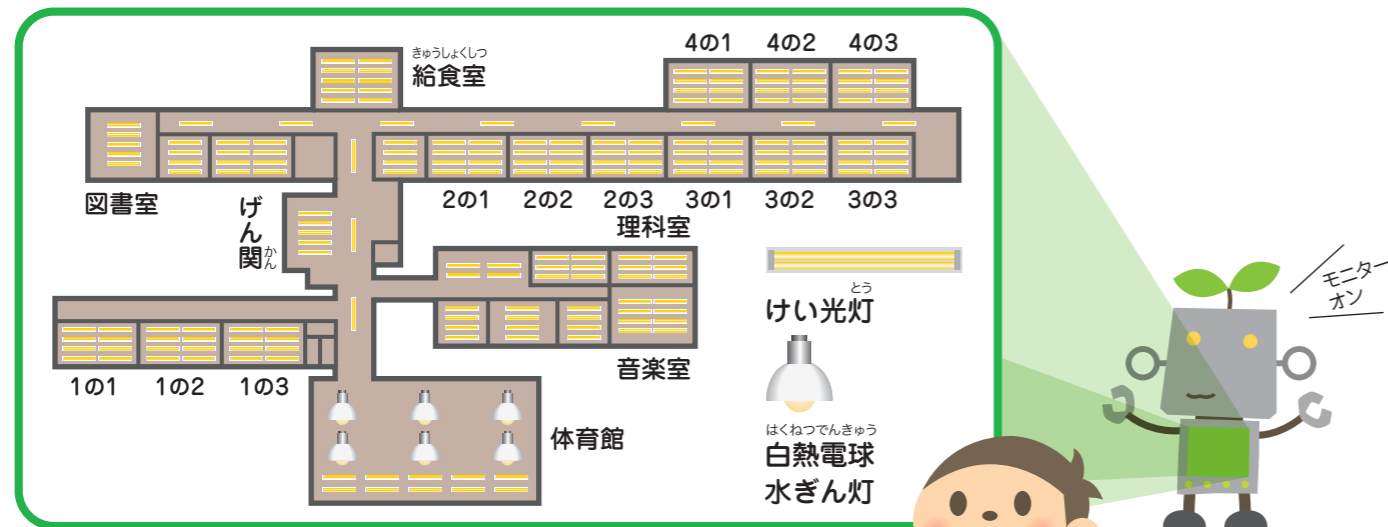 きゅうしょくしつ
給食室
4の1 4の2 4の3
図書室
げん関
かん
2の1 2の2 2の3 3の1 3の2 3の3
理科室
けい光灯
とう
1の1 1の2 1の3
音楽室
体育館
はくねつでんきゅう
白熱電球
水ぎん灯
モニター
オン